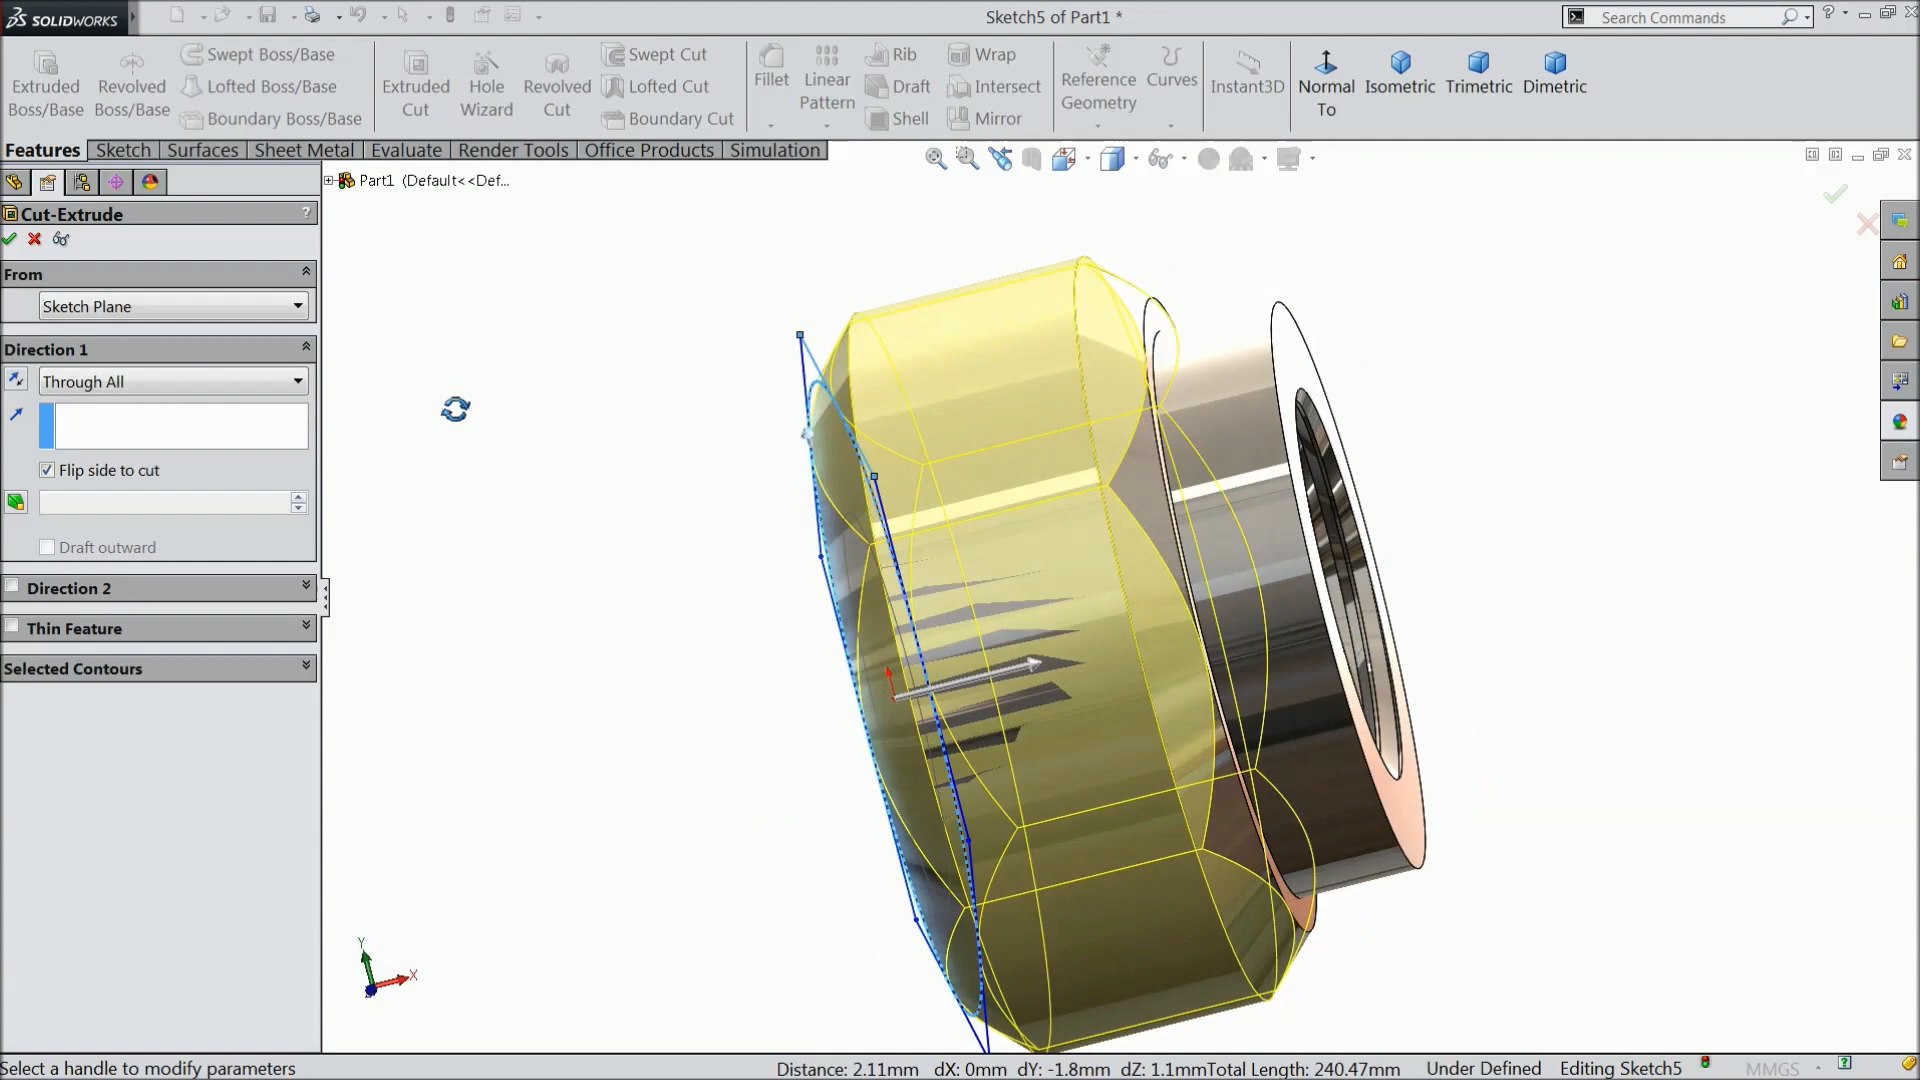 SOLIDWORKS
Sketch5 of Part1 *
Search Commands
Extruded Boss/Base
Revolved Boss/Base
Swept Boss/Base
Lofted Boss/Base
Boundary Boss/Base
Extruded Cut
Hole Wizard
Revolved Cut
Swept Cut
Lofted Cut
Boundary Cut
Fillet
Linear Pattern
Rib
Draft
Shell
Wrap
Intersect
Mirror
Reference Geometry
Curves
Instant3D
Normal To
Isometric
Trimetric
Dimetric
Features
Sketch
Surfaces
Sheet Metal
Evaluate
Render Tools
Office Products
Simulation
Part1 (Default<<Def...
Cut-Extrude
?
From
Sketch Plane
Direction 1
Through All
Flip side to cut
Draft outward
Direction 2
Thin Feature
Selected Contours
Y
X
Select a handle to modify parameters
Distance: 2.11mm dX: 0mm dY: -1.8mm dZ: 1.1mmTotal Length: 240.47mm Under Defined Editing Sketch5 MMGS